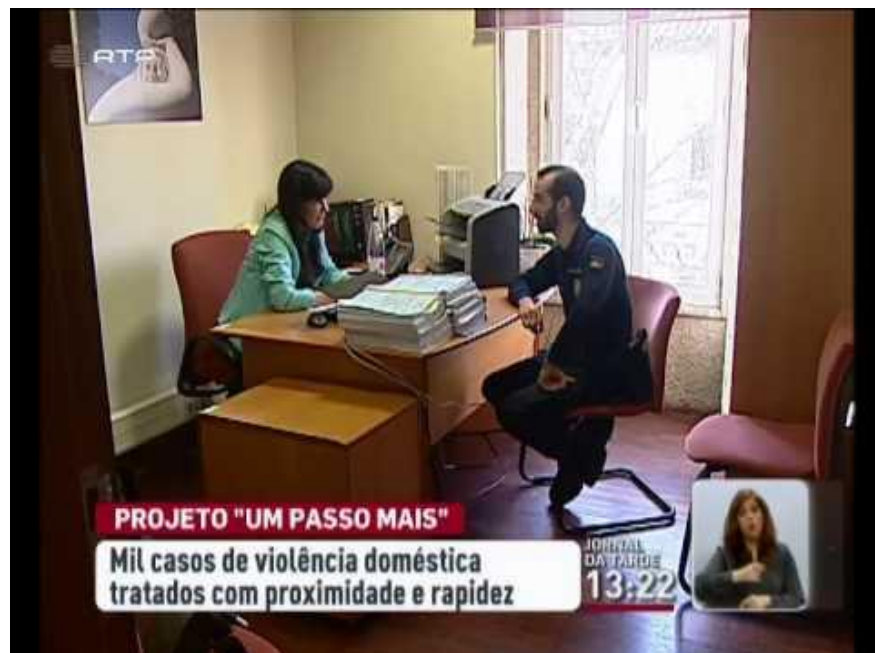 RTP
PROJETO "UM PASSO MAIS"
Mil casos de violência doméstica
tratados com proximidade e rapidez
JORNAL
DA TARDE
13:22